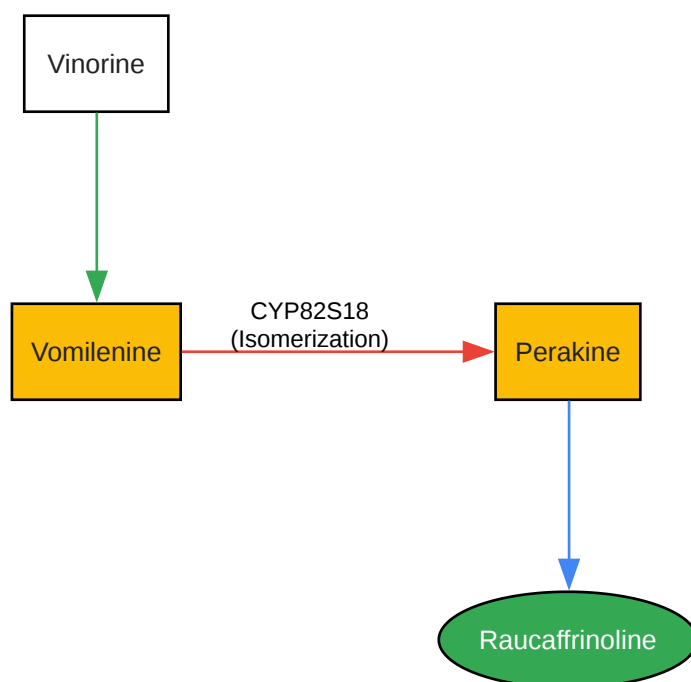 Vinorine
CYP82S18
(Isomerization)
Vomilenine
Perakine
Raucaffrinoline